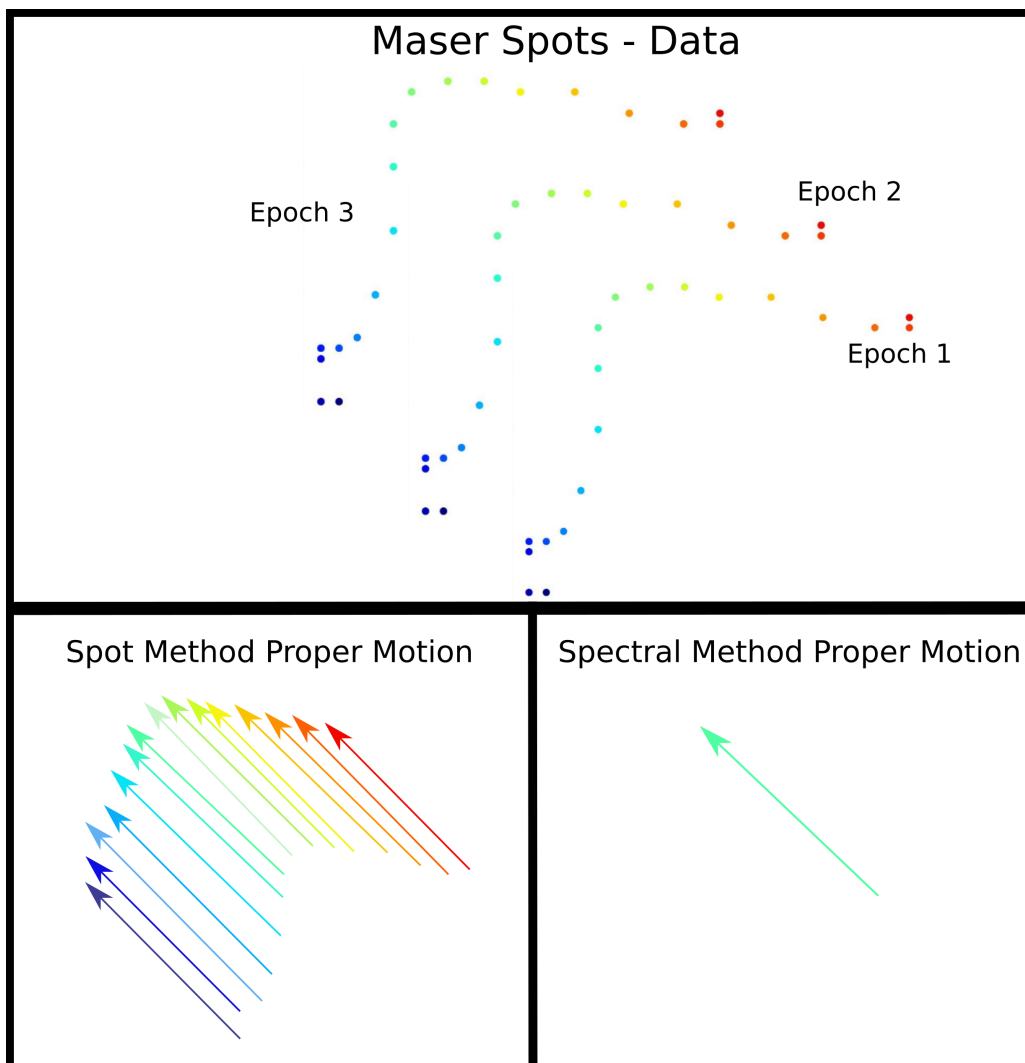 Maser Spots - Data
Epoch 2
Epoch 3
Epoch 1
Spot Method Proper Motion
Spectral Method Proper Motion